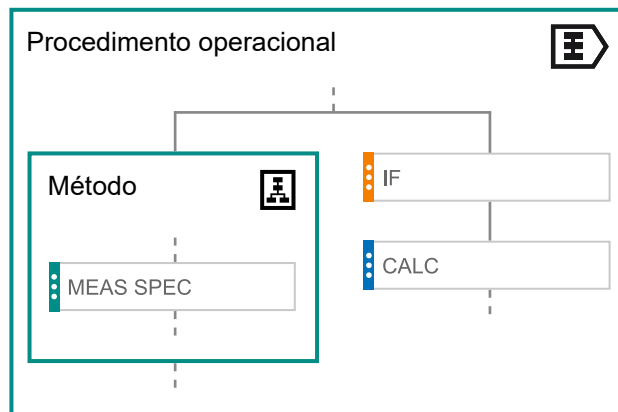 Procedimento operacional
Método
IF
MEAS SPEC
CALC